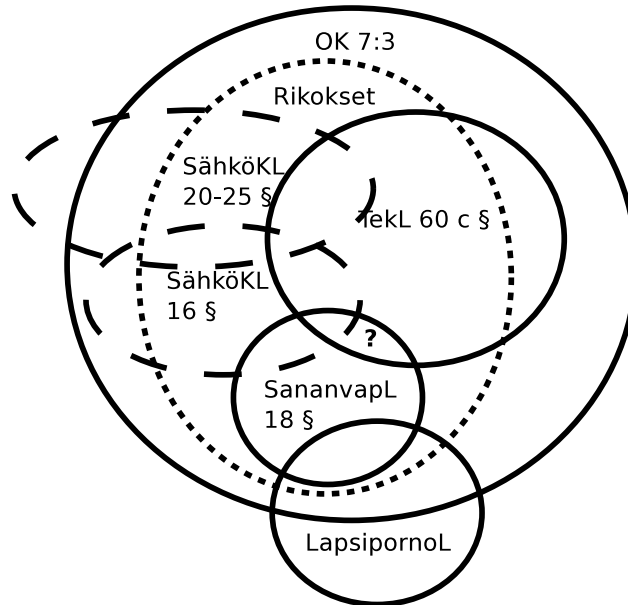 OK 7:3
Rikokset
SähköKL
20-25 §
TekL 60 c §
SähköKL
16 §
?
SananvapL
18 §
LapsipornoL